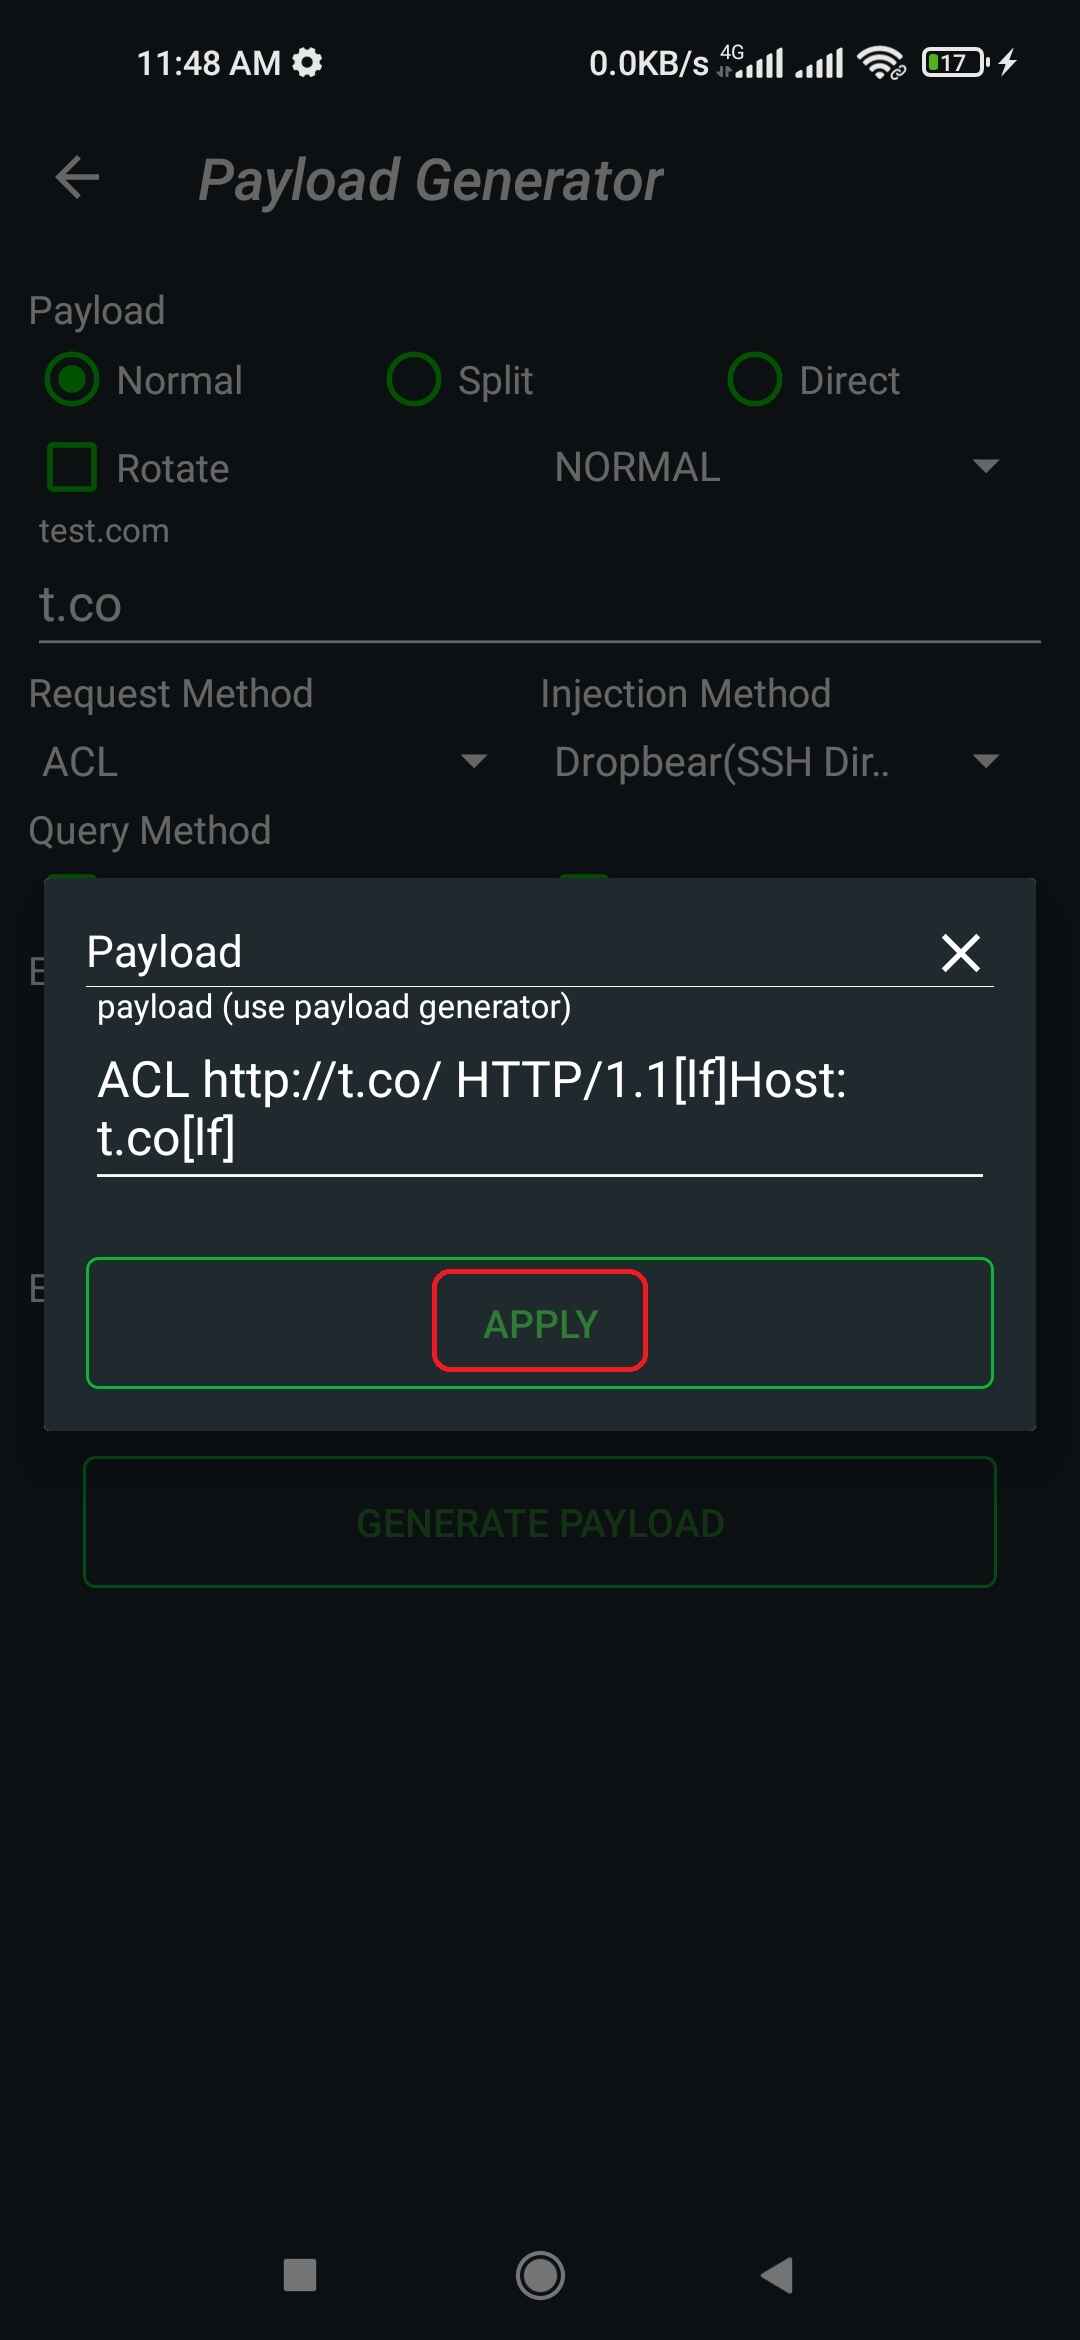 11:48 AM 0.0KB/s 4G 17
Payload Generator
Payload
Normal Split Direct
Rotate NORMAL
test.com
t.co
Request Method Injection Method
ACL Dropbear(SSH Dir..
Query Method
Payload
payload (use payload generator)
ACL http://t.co/ HTTP/1.1[lf]Host:
t.co[lf]
APPLY
GENERATE PAYLOAD